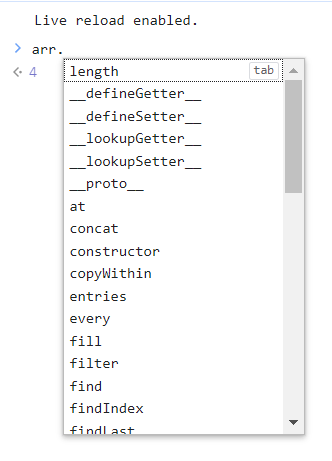 Live reload enabled.
> arr.
<· 4
length tab
__defineGetter__
__defineSetter__
__lookupGetter__
__lookupSetter__
__proto__
at
concat
constructor
copyWithin
entries
every
fill
filter
find
findIndex
findLast